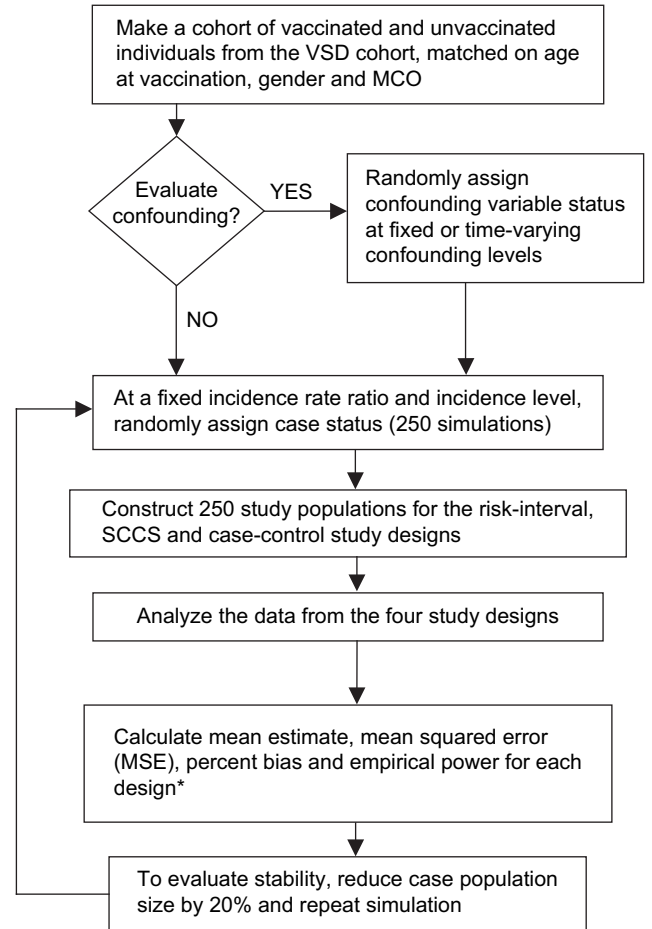 Make a cohort of vaccinated and unvaccinated
individuals from the VSD cohort, matched on age
at vaccination, gender and MCO
Evaluate
confounding?
YES
Randomly assign
confounding variable status
at fixed or time-varying
confounding levels
NO
At a fixed incidence rate ratio and incidence level,
randomly assign case status (250 simulations)
Construct 250 study populations for the risk-interval,
SCCS and case-control study designs
Analyze the data from the four study designs
Calculate mean estimate, mean squared error
(MSE), percent bias and empirical power for each
design*
To evaluate stability, reduce case population
size by 20% and repeat simulation